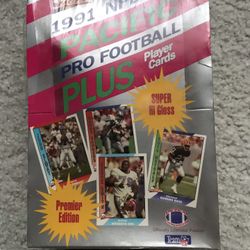 1991 NFL
PACIFIC
PRO FOOTBALL
PLUS
Player
Cards
SUPER
Hi Gloss
Premier
Edition